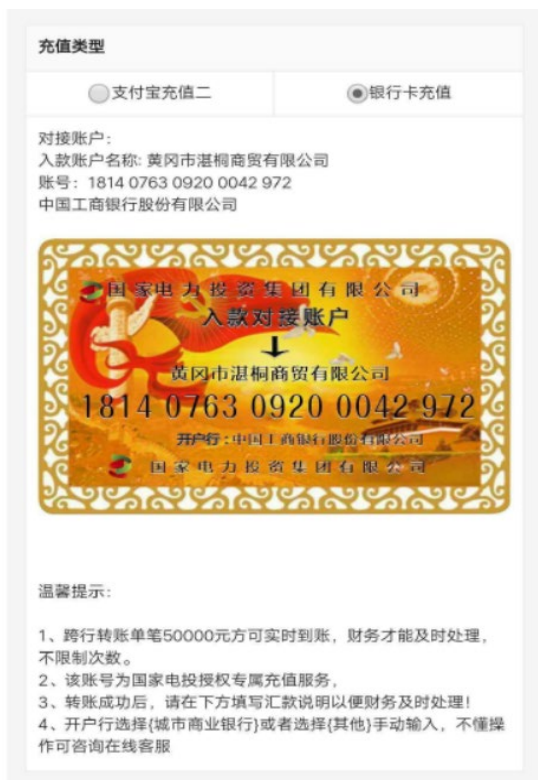 充值类型
支付宝充值二
银行卡充值
对接账户：
入款账户名称: 黄冈市湛桐商贸有限公司
账号：1814 0763 0920 0042 972
中国工商银行股份有限公司
国家电力投资集团有限公司
入款对接账户
黄冈市湛桐商贸有限公司
1814 0763 0920 0042 972
开户行：中国工商银行股份有限公司
国家电力投资集团有限公司
温馨提示：
1、跨行转账单笔50000元方可实时到账，财务才能及时处理，
不限制次数。
2、该账号为国家电投授权专属充值服务，
3、转账成功后，请在下方填写汇款说明以便财务及时处理！
4、开户行选择{城市商业银行}或者选择{其他}手动输入，不懂操
作可咨询在线客服